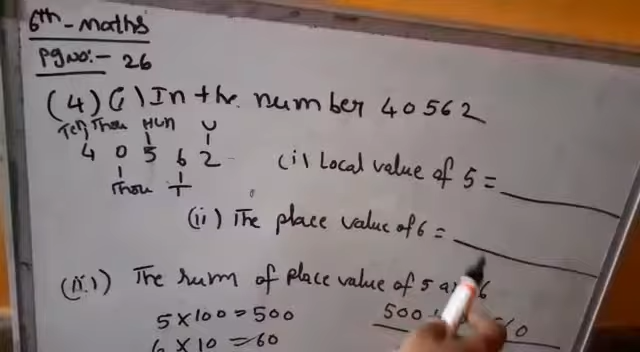 6th - maths
Pg No:- 26
(4) (i) In the number 40562
Ten Thou Hun U
4 0 5 6 2
Thou T
(i) Local value of 5 =
(ii) The place value of 6 =
(iii) The sum of place value of 5 6
5 X 100 = 500
500
6 X 10 = 60